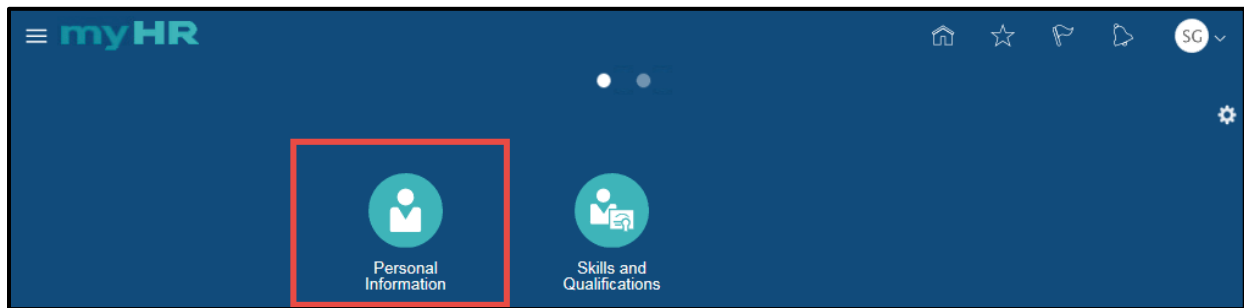 myHR
SG
Personal
Information
Skills and
Qualifications